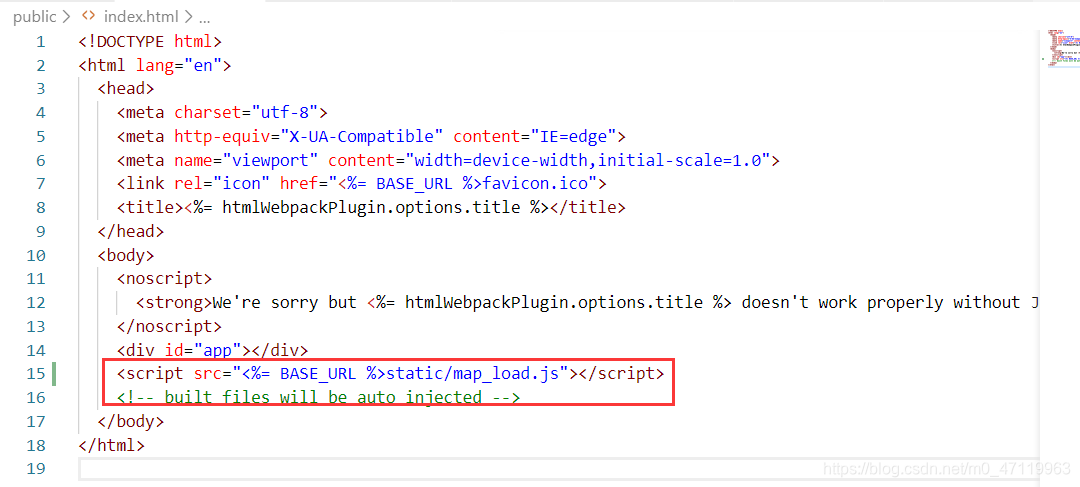 public > <> index.html > ...
1 <!DOCTYPE html>
2 <html lang="en">
3 <head>
4 <meta charset="utf-8">
5 <meta http-equiv="X-UA-Compatible" content="IE=edge">
6 <meta name="viewport" content="width=device-width,initial-scale=1.0">
7 <link rel="icon" href="<%= BASE_URL %>favicon.ico">
8 <title><%= htmlWebpackPlugin.options.title %></title>
9 </head>
10 <body>
11 <noscript>
12 <strong>We're sorry but <%= htmlWebpackPlugin.options.title %> doesn't work properly without J
13 </noscript>
14 <div id="app"></div>
15 <script src="<%= BASE_URL %>static/map_load.js"></script>
16 <!-- built files will be auto injected -->
17 </body>
18 </html>
19
https://blog.csdn.net/m0_47119963